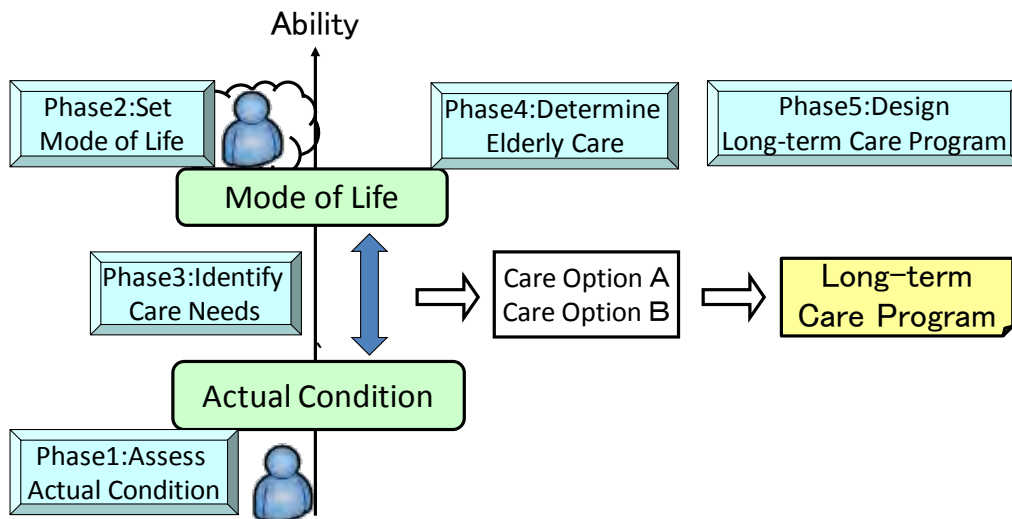 Ability
Phase2:Set
Mode of Life
Phase4:Determine
Elderly Care
Phase5:Design
Long-term Care Program
Mode of Life
Phase3:Identify
Care Needs
Care Option A
Care Option B
Long-term
Care Program
Actual Condition
Phase1:Assess
Actual Condition